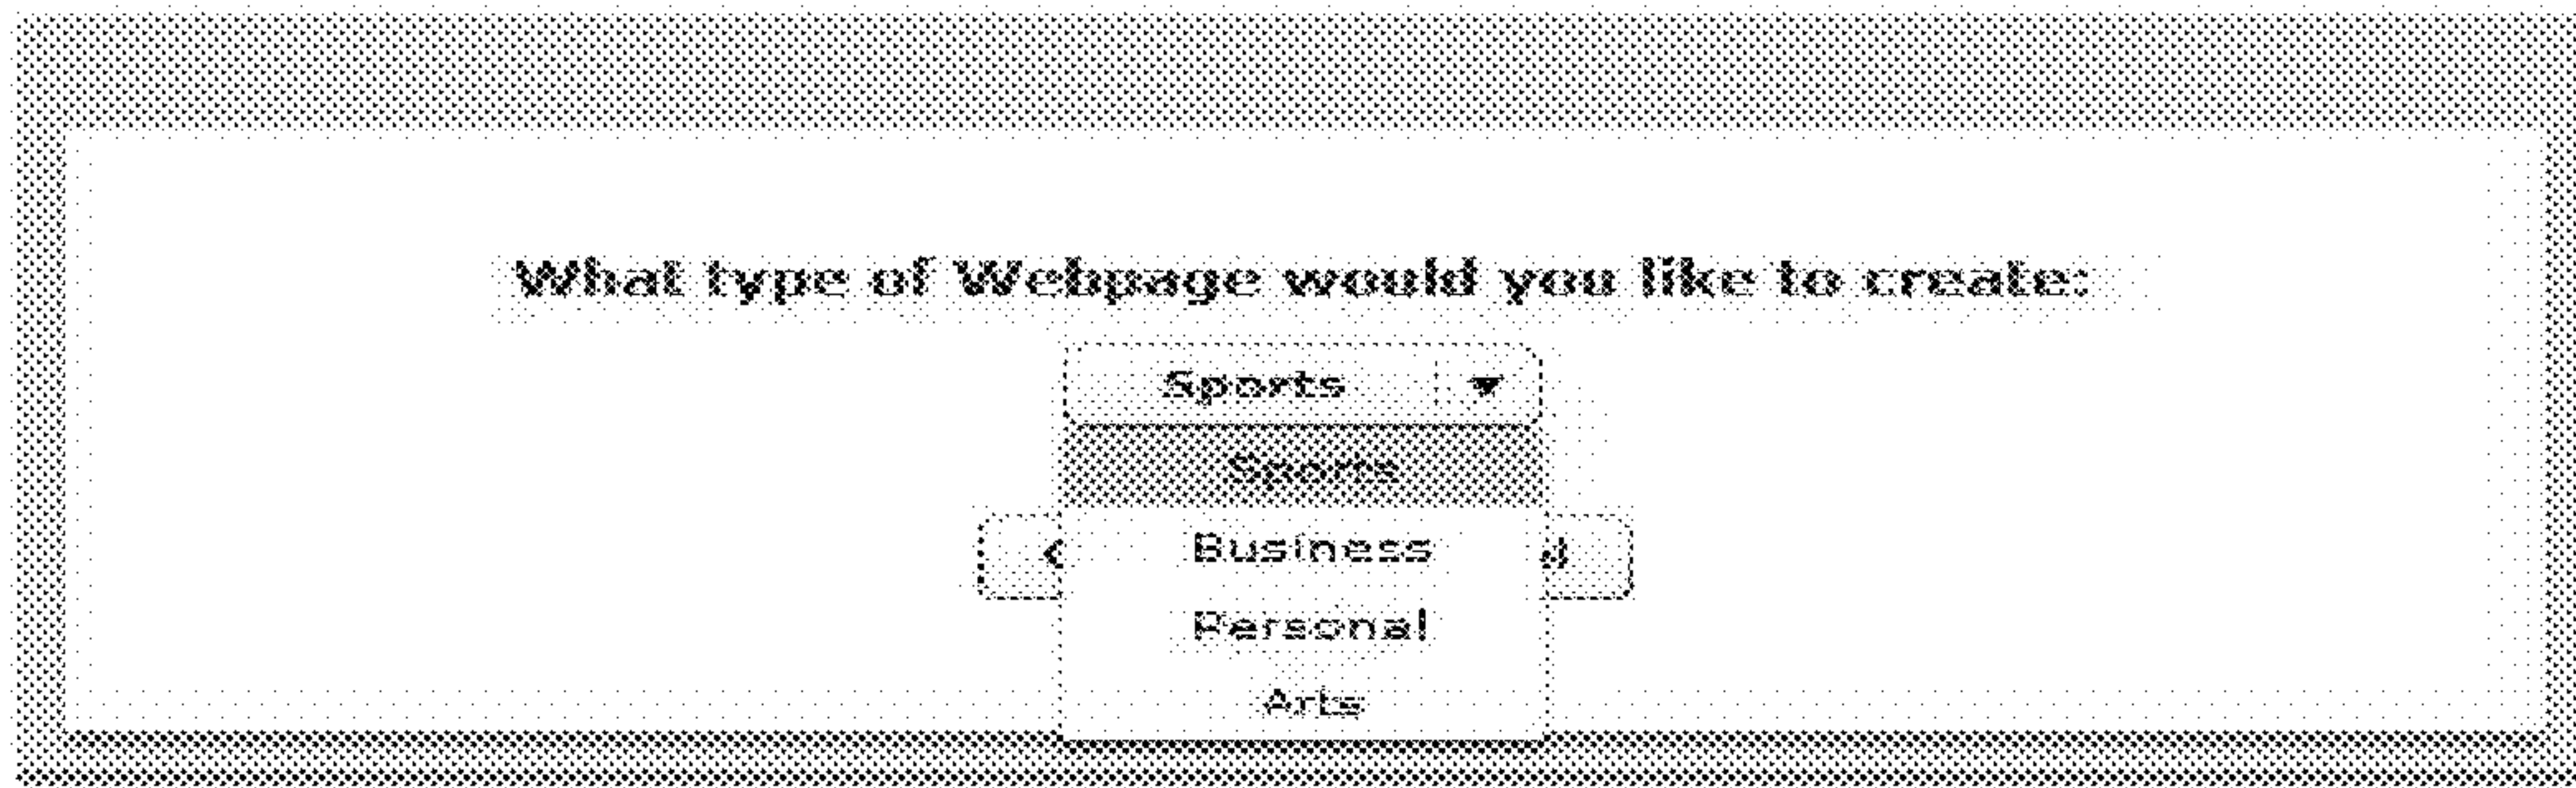 What type of Webpage would you like to create:
Sports
Sports
Business
Personal
Arts